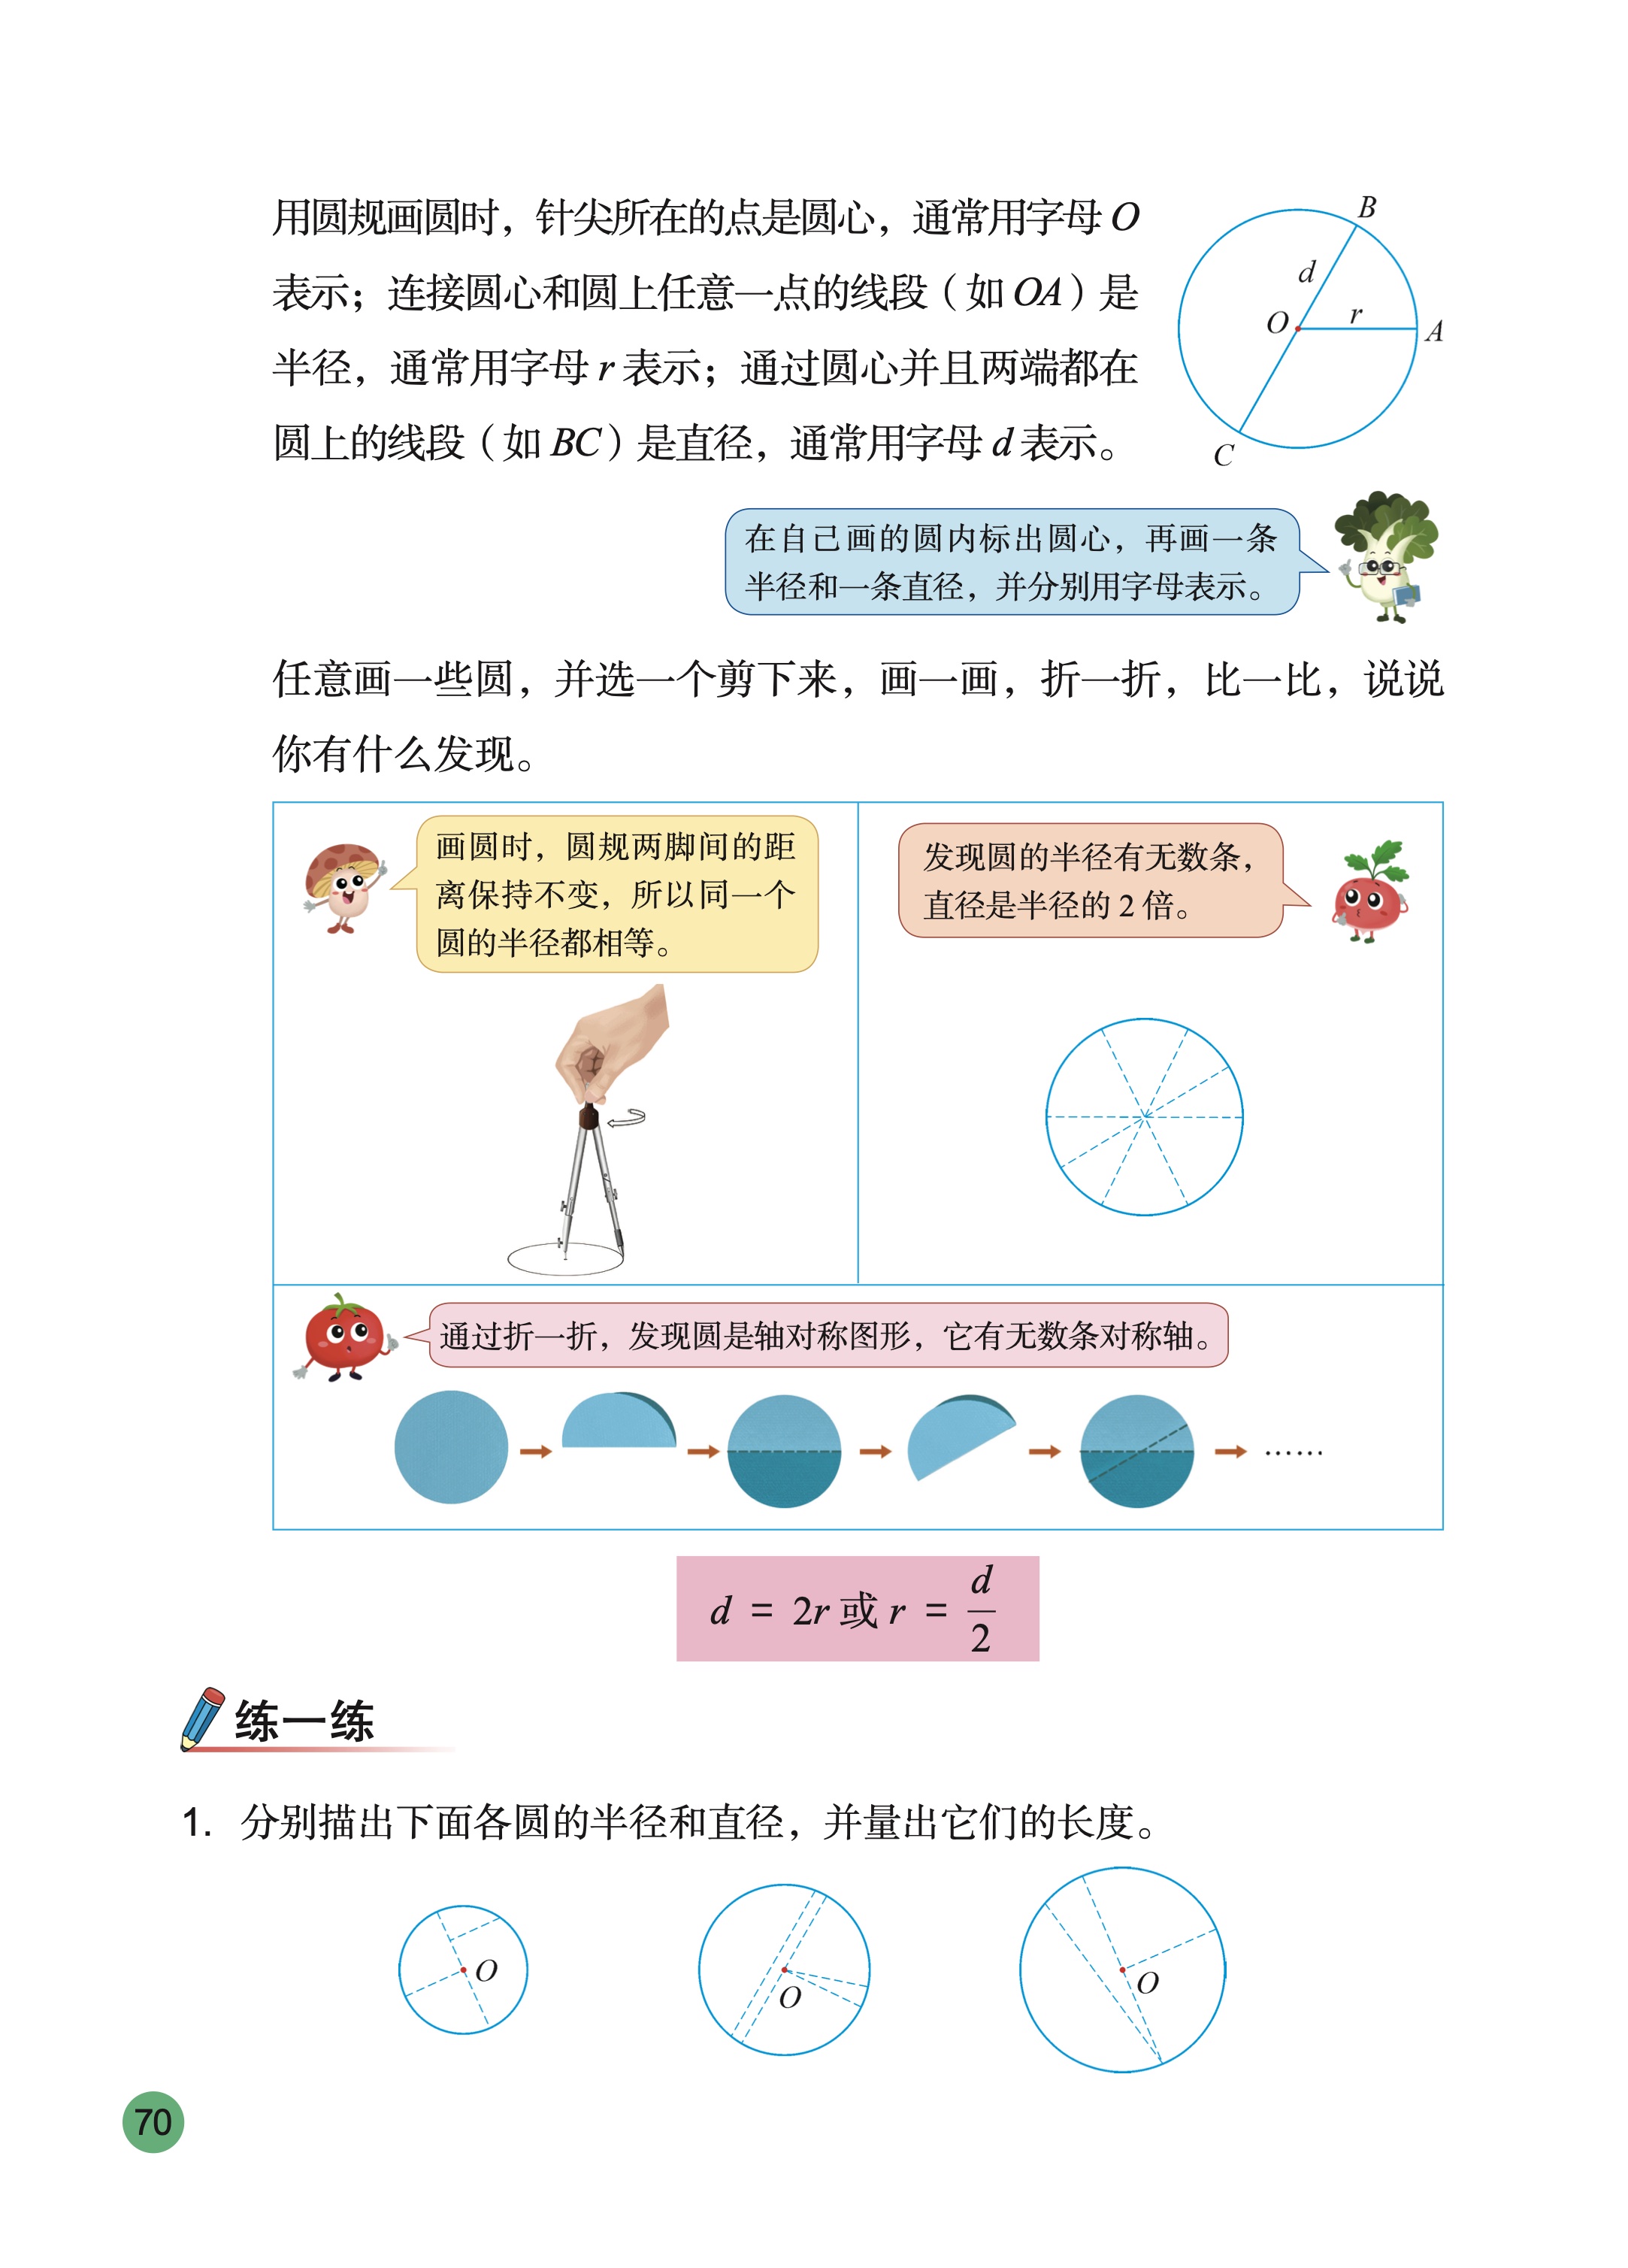 用圆规画圆时，针尖所在的点是圆心，通常用字母 O
表示；连接圆心和圆上任意一点的线段（如 OA）是
半径，通常用字母 r 表示；通过圆心并且两端都在
圆上的线段（如 BC）是直径，通常用字母 d 表示。
B
d
O
r
A
C
在自己画的圆内标出圆心，再画一条
半径和一条直径，并分别用字母表示。
任意画一些圆，并选一个剪下来，画一画，折一折，比一比，说说
你有什么发现。
画圆时，圆规两脚间的距
离保持不变，所以同一个
圆的半径都相等。
发现圆的半径有无数条，
直径是半径的 2 倍。
通过折一折，发现圆是轴对称图形，它有无数条对称轴。
……
d = 2r 或 r = d/2
练一练
1. 分别描出下面各圆的半径和直径，并量出它们的长度。
O
O
O
70